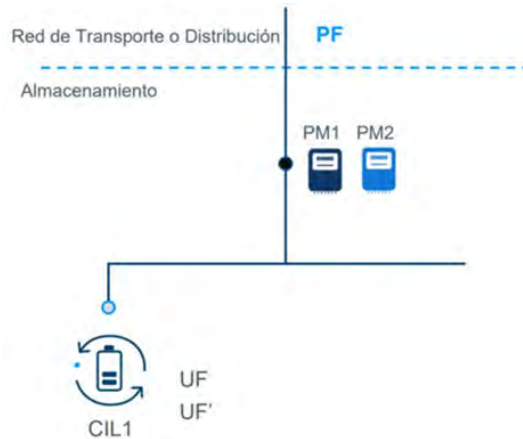 Red de Transporte o Distribución PF
Almacenamiento
PM1 PM2
UF
UF'
CIL1